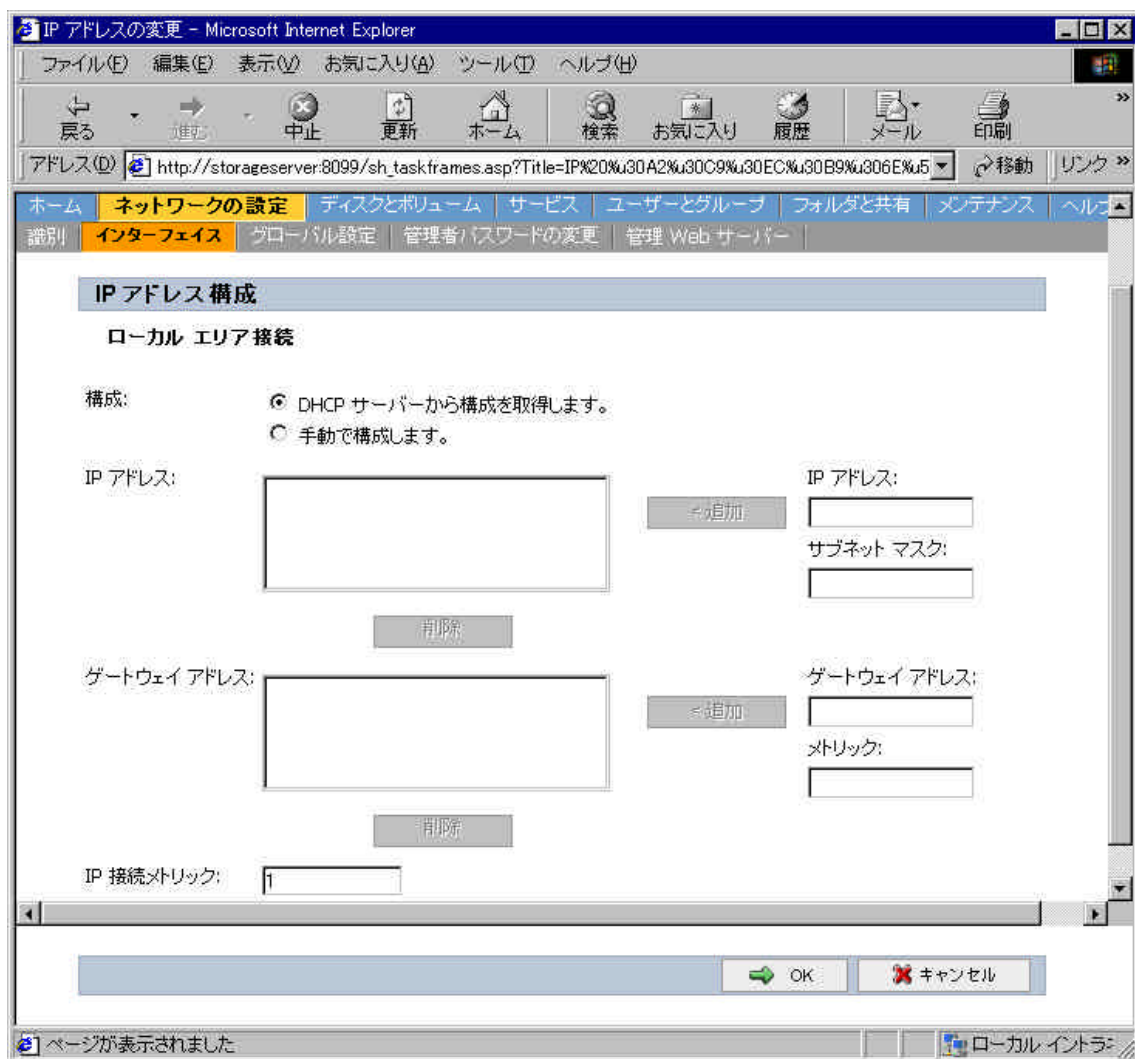 IP アドレスの変更 - Microsoft Internet Explorer
ファイル(F) 編集(E) 表示(V) お気に入り(A) ツール(T) ヘルプ(H)
戻る 進む 中止 更新 ホーム 検索 お気に入り 履歴 メール 印刷 »
アドレス(D) http://storageserver:8099/sh_taskframes.asp?Title=IP%20%u30A2%u30C9%u30EC%u30B9%u306E%u5 移動 リンク »
ホーム ネットワークの設定 ディスクとボリューム サービス ユーザーとグループ フォルダと共有 メンテナンス ヘルプ
識別 インターフェイス グローバル設定 管理者パスワードの変更 管理 Web サーバー
IP アドレス構成
ローカル エリア接続
構成: DHCP サーバーから構成を取得します。
手動で構成します。
IP アドレス: < 追加 IP アドレス:
サブネット マスク:
削除
ゲートウェイ アドレス: < 追加 ゲートウェイ アドレス:
メトリック:
削除
IP 接続メトリック: 1
OK キャンセル
ページが表示されました ローカル イントラ